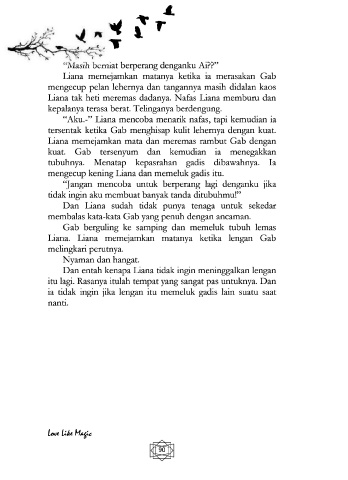 "Masih berniat berperang denganku Ai??"
Liana memejamkan matanya ketika ia merasakan Gab
mengecup pelan lehernya dan tangannya masih didalan kaos
Liana tak heti meremas dadanya. Nafas Liana memburu dan
kepalanya terasa berat. Telinganya berdengung.
"Aku.-" Liana mencoba menarik nafas, tapi kemudian ia
tersentak ketika Gab menghisap kulit lehernya dengan kuat.
Liana memejamkan mata dan meremas rambut Gab dengan
kuat. Gab tersenyum dan kemudian ia menegakkan
tubuhnya. Menatap kepasrahan gadis dibawahnya. Ia
mengecup kening Liana dan memeluk gadis itu.
"Jangan mencoba untuk berperang lagi denganku jika
tidak ingin aku membuat banyak tanda ditubuhmu!"
Dan Liana sudah tidak punya tenaga untuk sekedar
membalas kata-kata Gab yang penuh dengan ancaman.
Gab berguling ke samping dan memeluk tubuh lemas
Liana. Liana memejamkan matanya ketika lengan Gab
melingkari perutnya.
Nyaman dan hangat.
Dan entah kenapa Liana tidak ingin meninggalkan lengan
itu lagi. Rasanya itulah tempat yang sangat pas untuknya. Dan
ia tidak ingin jika lengan itu memeluk gadis lain suatu saat
nanti.
Love Like Magic
90